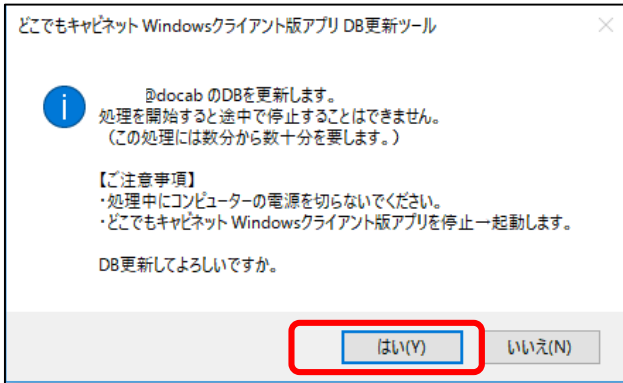 どこでもキャビネット Windowsクライアント版アプリ DB更新ツール
@docab のDBを更新します。
処理を開始すると途中で停止することはできません。
（この処理には数分から数十分を要します。）
【ご注意事項】
・処理中にコンピューターの電源を切らないでください。
・どこでもキャビネット Windowsクライアント版アプリを停止→起動します。
DB更新してよろしいですか。
はい(Y)
いいえ(N)